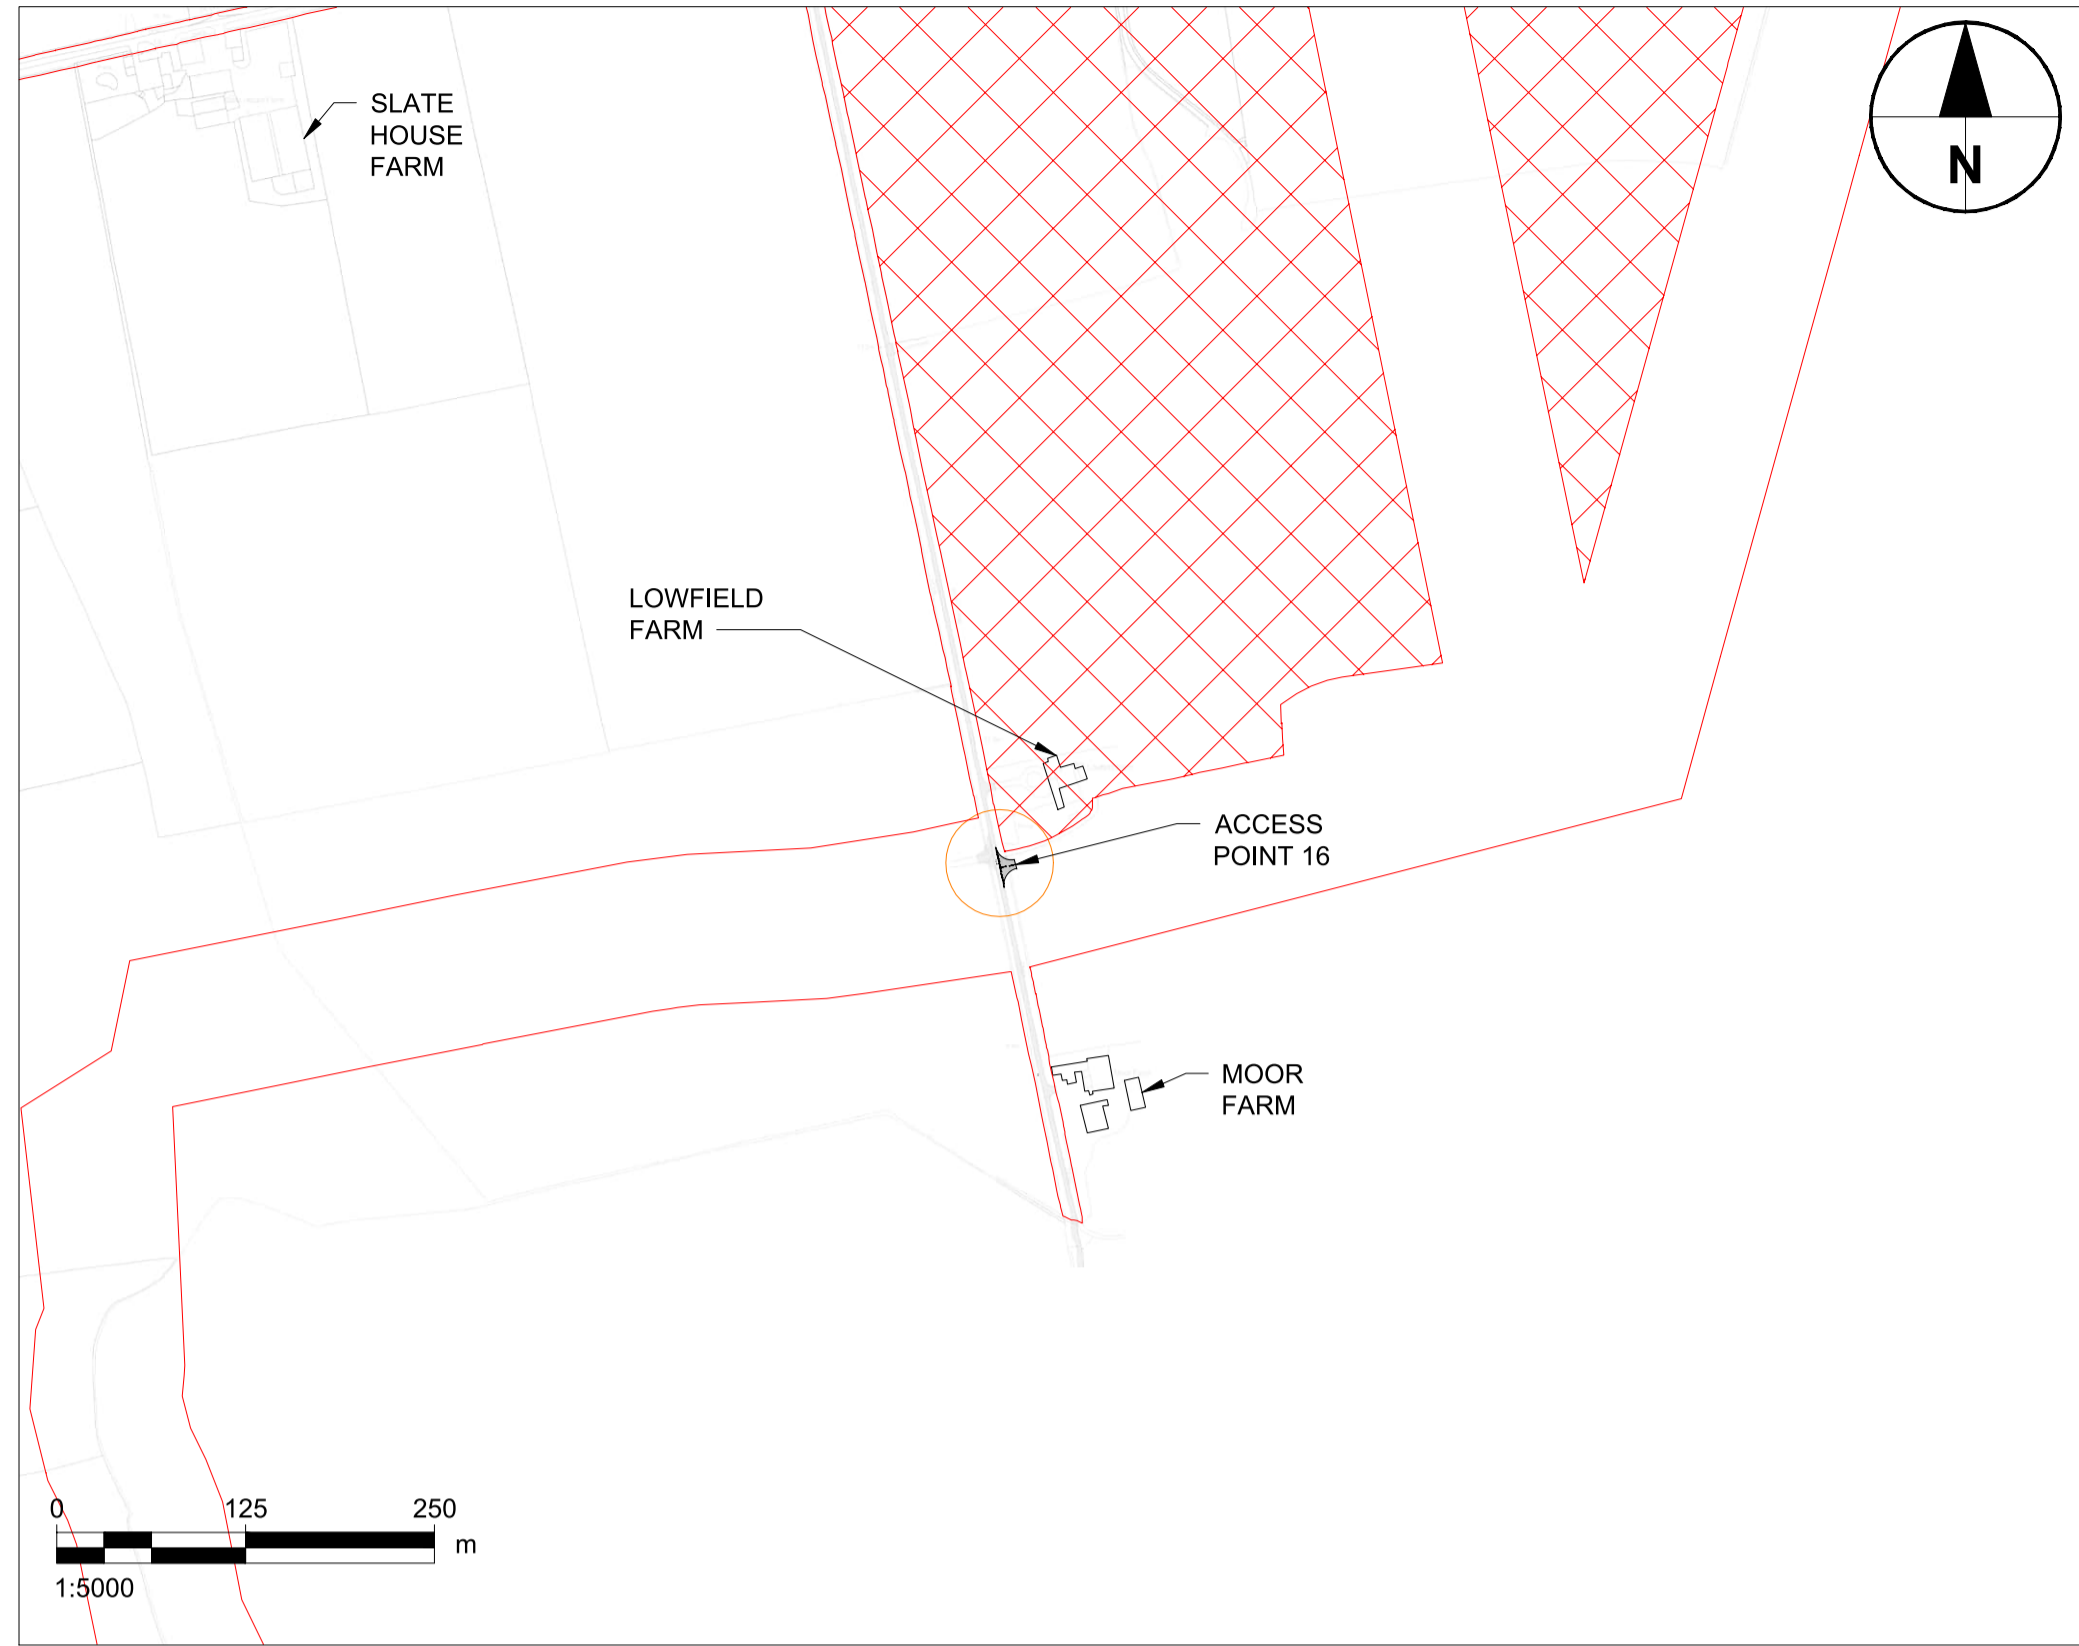 SLATE
HOUSE
FARM
N
LOWFIELD
FARM
ACCESS
POINT 16
MOOR
FARM
0 125 250
m
1:5000